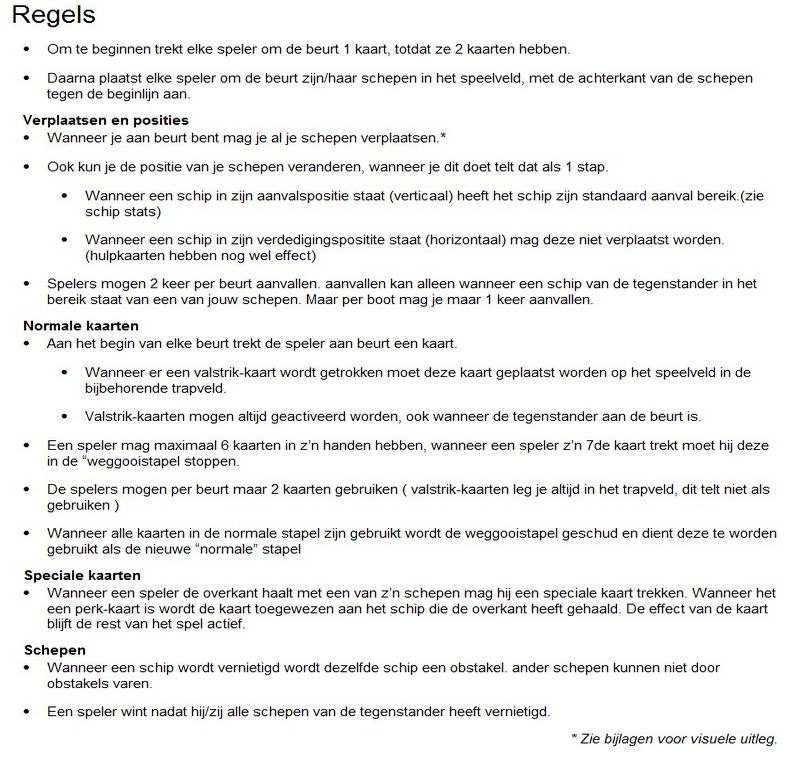 Regels
• Om te beginnen trekt elke speler om de beurt 1 kaart, totdat ze 2 kaarten hebben.
• Daarna plaatst elke speler om de beurt zijn/haar schepen in het speelveld, met de achterkant van de schepen
tegen de beginlijn aan.
Verplaatsen en posities
• Wanneer je aan beurt bent mag je al je schepen verplaatsen.*
• Ook kun je de positie van je schepen veranderen, wanneer je dit doet telt dat als 1 stap.
• Wanneer een schip in zijn aanvalspositie staat (verticaal) heeft het schip zijn standaard aanval bereik.(zie
schip stats)
• Wanneer een schip in zijn verdedigingspositite staat (horizontaal) mag deze niet verplaatst worden.
(hulpkaarten hebben nog wel effect)
• Spelers mogen 2 keer per beurt aanvallen. aanvallen kan alleen wanneer een schip van de tegenstander in het
bereik staat van een van jouw schepen. Maar per boot mag je maar 1 keer aanvallen.
Normale kaarten
• Aan het begin van elke beurt trekt de speler aan beurt een kaart.
• Wanneer er een valstrik-kaart wordt getrokken moet deze kaart geplaatst worden op het speelveld in de
bijbehorende trapveld.
• Valstrik-kaarten mogen altijd geactiveerd worden, ook wanneer de tegenstander aan de beurt is.
• Een speler mag maximaal 6 kaarten in z'n handen hebben, wanneer een speler z'n 7de kaart trekt moet hij deze
in de “weggooistapel stoppen.
• De spelers mogen per beurt maar 2 kaarten gebruiken ( valstrik-kaarten leg je altijd in het trapveld, dit telt niet als
gebruiken )
• Wanneer alle kaarten in de normale stapel zijn gebruikt wordt de weggooistapel geschud en dient deze te worden
gebruikt als de nieuwe “normale” stapel
Speciale kaarten
• Wanneer een speler de overkant haalt met een van z'n schepen mag hij een speciale kaart trekken. Wanneer het
een perk-kaart is wordt de kaart toegewezen aan het schip die de overkant heeft gehaald. De effect van de kaart
blijft de rest van het spel actief.
Schepen
• Wanneer een schip wordt vernietigd wordt dezelfde schip een obstakel. ander schepen kunnen niet door
obstakels varen.
• Een speler wint nadat hij/zij alle schepen van de tegenstander heeft vernietigd.
* Zie bijlagen voor visuele uitleg.